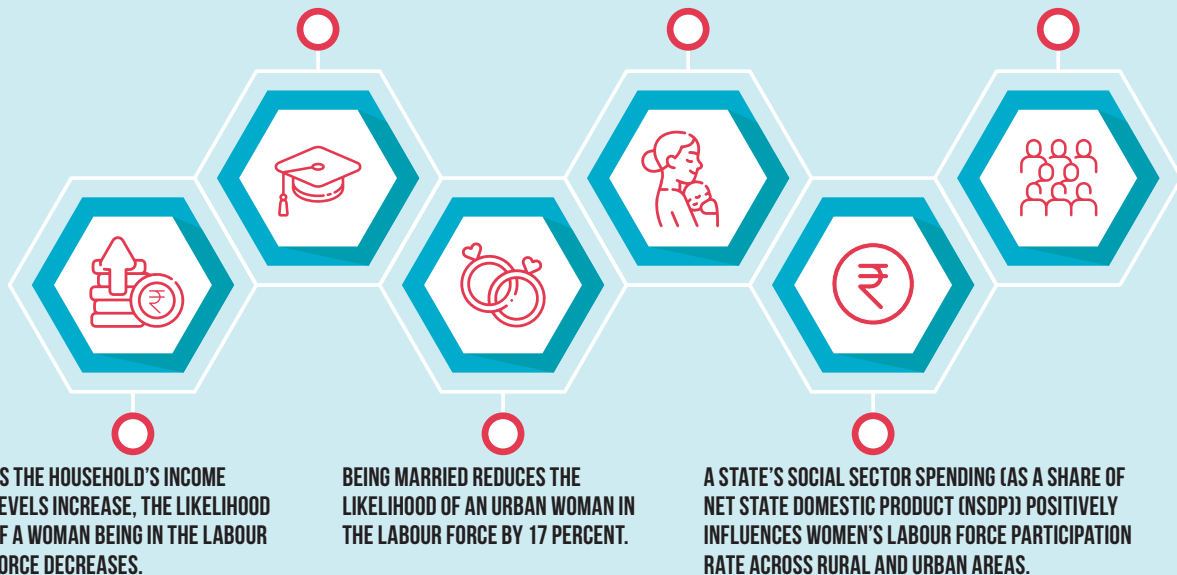 S THE HOUSEHOLD'S INCOME
EVELS INCREASE, THE LIKELIHOOD
F A WOMAN BEING IN THE LABOUR
ORCE DECREASES.
BEING MARRIED REDUCES THE
LIKELIHOOD OF AN URBAN WOMAN IN
THE LABOUR FORCE BY 17 PERCENT.
A STATE'S SOCIAL SECTOR SPENDING (AS A SHARE OF
NET STATE DOMESTIC PRODUCT (NSDP)) POSITIVELY
INFLUENCES WOMEN'S LABOUR FORCE PARTICIPATION
RATE ACROSS RURAL AND URBAN AREAS.